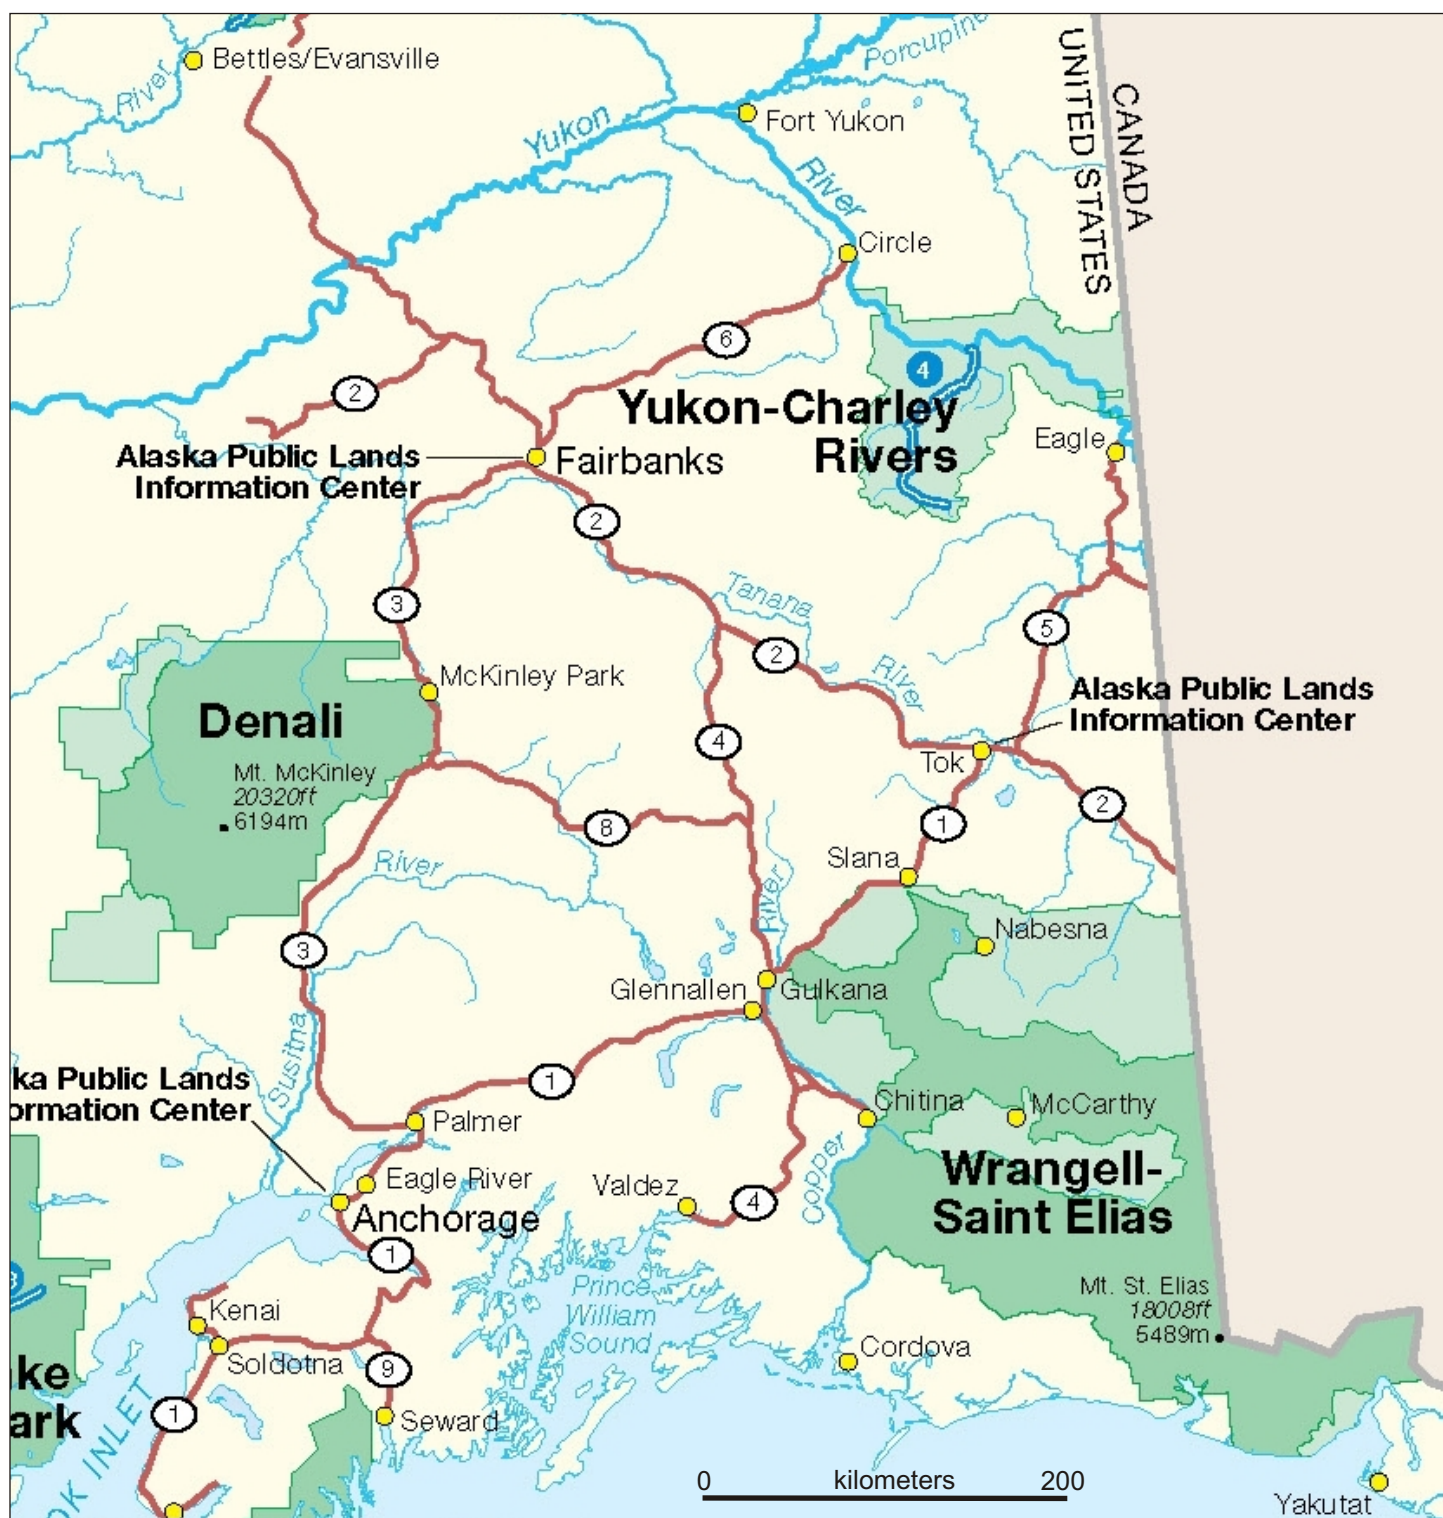 Bettles/Evansville
River
Porcupine
Yukon
Fort Yukon
River
UNITED STATES
CANADA
Circle
6
2
4
Yukon-Charley
Rivers
Eagle
Alaska Public Lands
Information Center
Fairbanks
2
3
Tanana
5
2
River
McKinley Park
Alaska Public Lands
Information Center
Denali
4
Tok
Mt. McKinley
20320ft
6194m
2
8
1
River
Slana
River
3
Nabesna
Glennallen
Gulkana
Susitna
ka Public Lands
ormation Center
1
Palmer
Chitina
McCarthy
Eagle River
Valdez
4
Copper
Wrangell-
Saint Elias
Anchorage
1
Prince
William
Sound
Mt. St. Elias
18008ft
5489m
Kenai
Soldotna
9
Cordova
ke
ark
1
Seward
OK INLET
0 kilometers 200
Yakutat